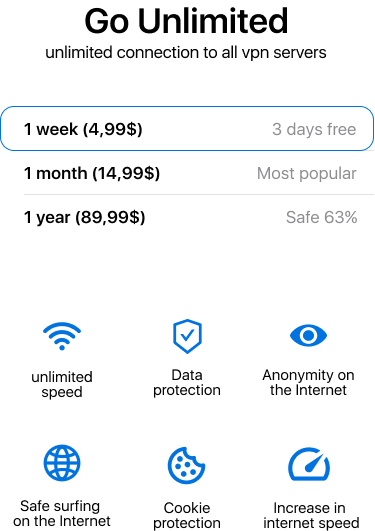 Go Unlimited
unlimited connection to all vpn servers
1 week (4,99$) 3 days free
1 month (14,99$) Most popular
1 year (89,99$) Safe 63%
unlimited
speed
Data
protection
Anonymity on
the Internet
Safe surfing
on the Internet
Cookie
protection
Increase in
internet speed